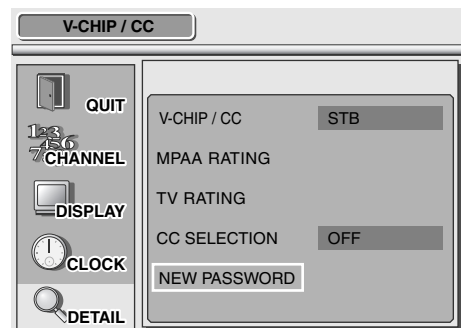 V-CHIP / CC
QUIT
123
456
7 CHANNEL
DISPLAY
CLOCK
DETAIL
V-CHIP / CC STB
MPAA RATING
TV RATING
CC SELECTION OFF
NEW PASSWORD